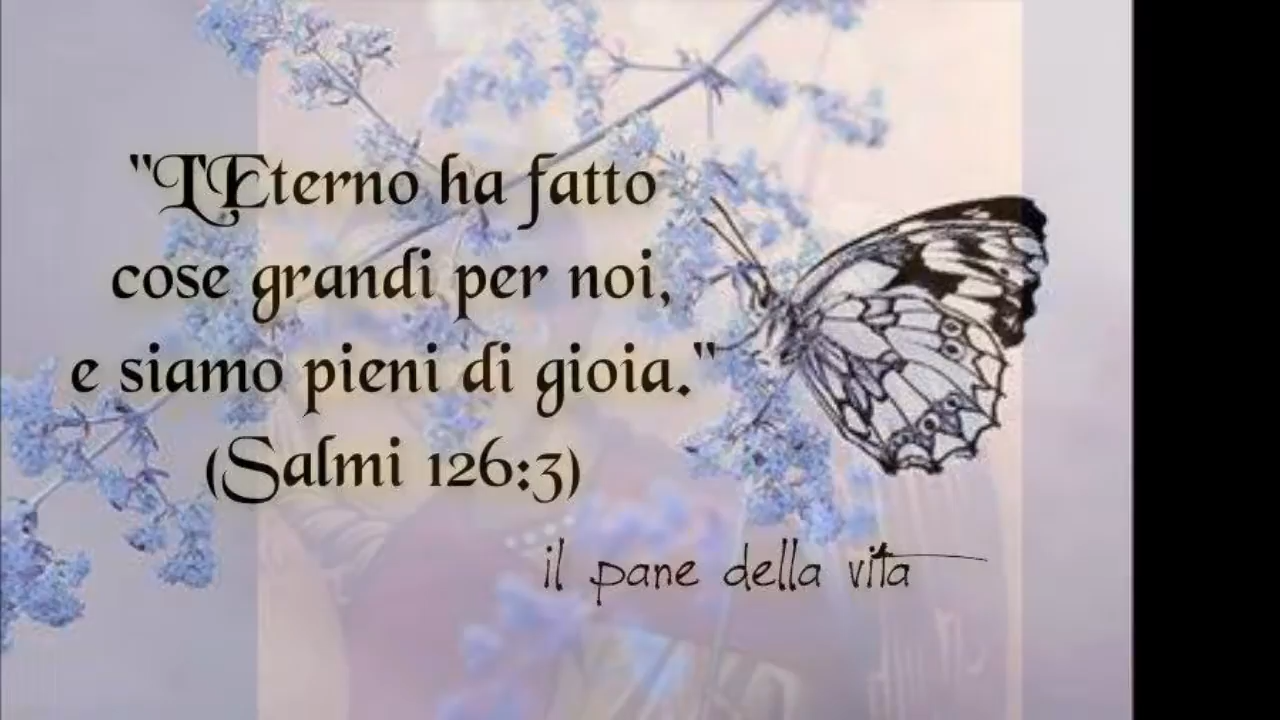 "L'Eterno ha fatto
cose grandi per noi,
e siamo pieni di gioia."
(Salmi 126:3)
il pane della vita